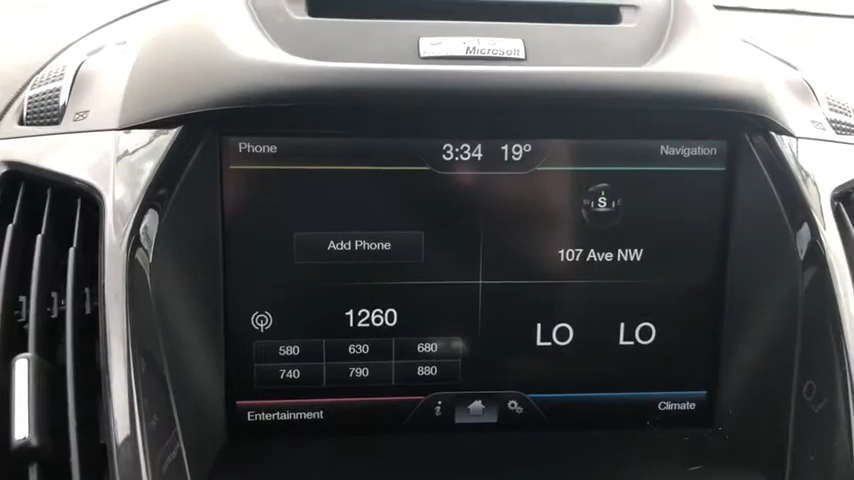 Microsoft
Phone
3:34 19°
Navigation
S
Add Phone
107 Ave NW
1260
580 630 680
740 790 880
LO LO
Entertainment
i
Climate